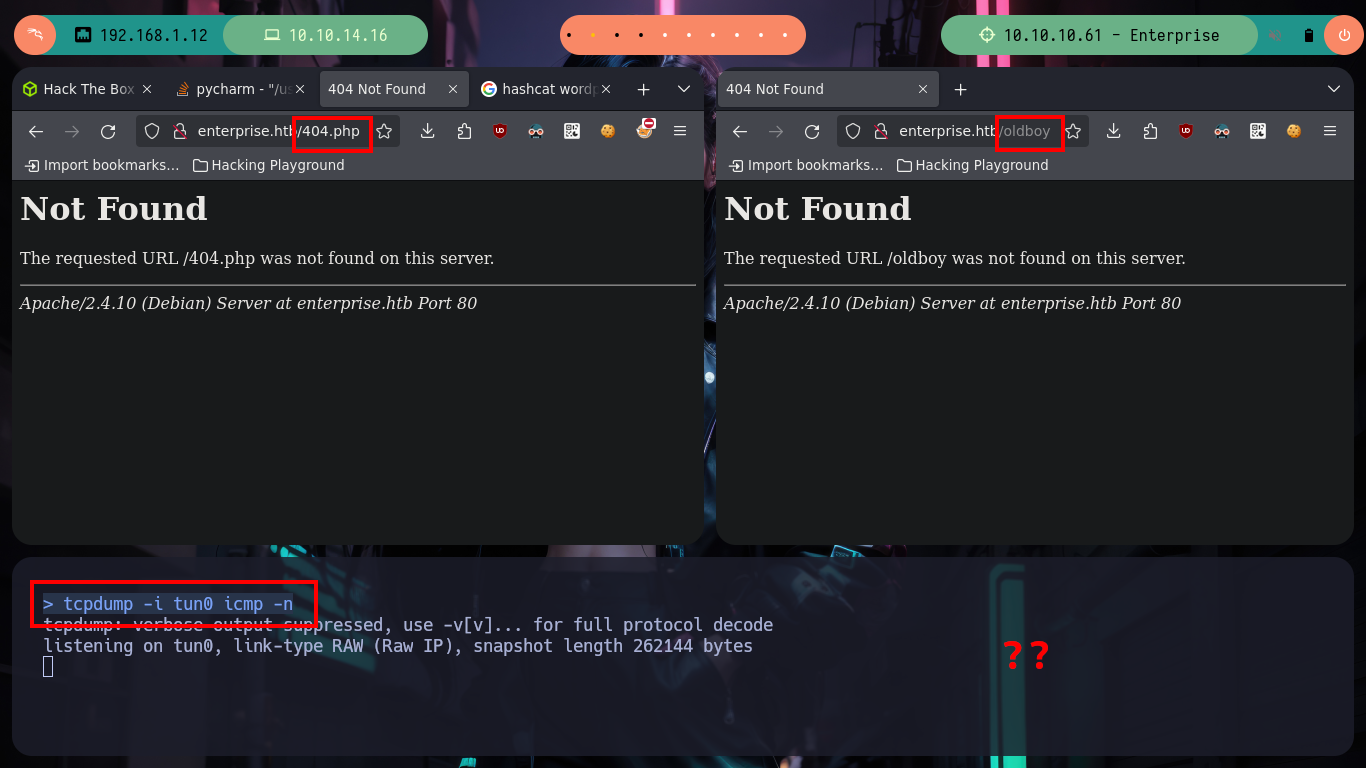 192.168.1.12 10.10.14.16 10.10.10.61 - Enterprise
Hack The Box
pycharm - "/us
404 Not Found
hashcat wordp
404 Not Found
enterprise.htb/404.php
enterprise.htb/oldboy
Import bookmarks... Hacking Playground
Import bookmarks... Hacking Playground
Not Found
The requested URL /404.php was not found on this server.
Apache/2.4.10 (Debian) Server at enterprise.htb Port 80
Not Found
The requested URL /oldboy was not found on this server.
Apache/2.4.10 (Debian) Server at enterprise.htb Port 80
> tcpdump -i tun0 icmp -n
tcpdump: verbose output suppressed, use -v[v]... for full protocol decode
listening on tun0, link-type RAW (Raw IP), snapshot length 262144 bytes
??